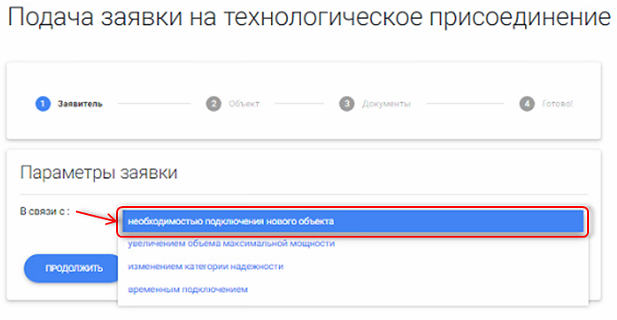 Подача заявки на технологическое присоединение
1 Заявитель 2 Объект 3 Документы 4 Готово!
Параметры заявки
В связи с :
необходимостью подключения нового объекта
увеличением объема максимальной мощности
изменением категории надежности
временным подключением
ПРОДОЛЖИТЬ